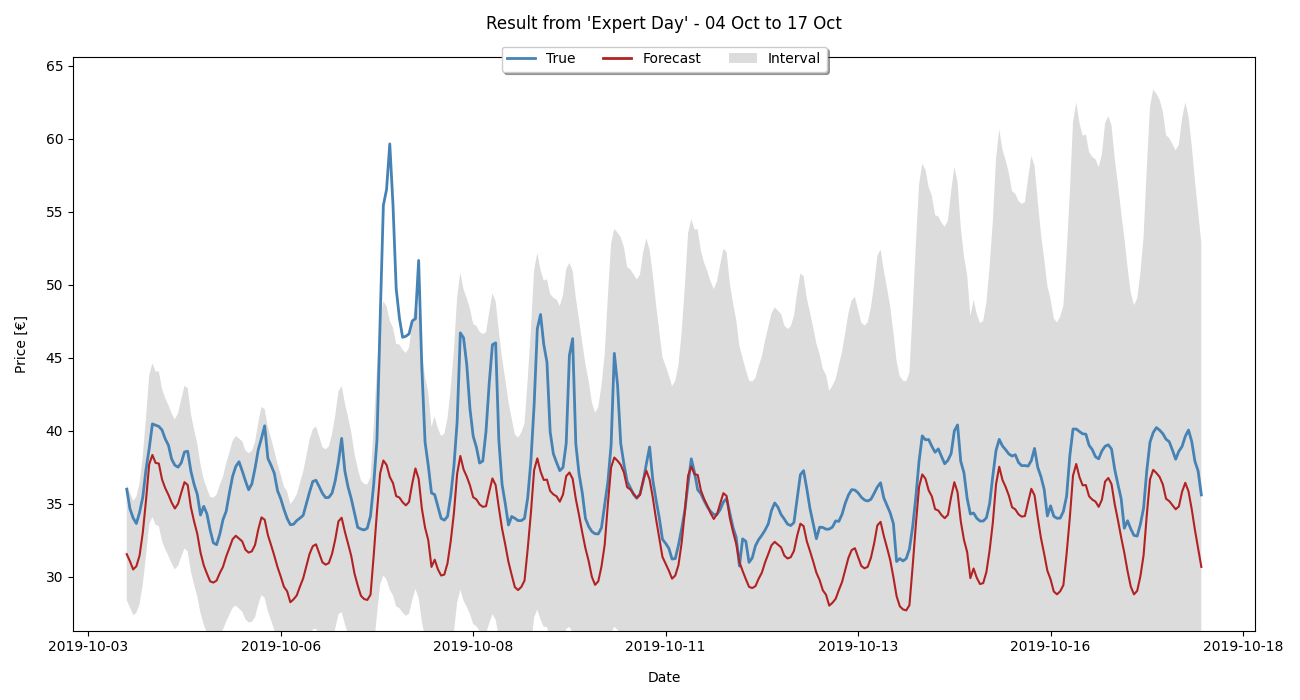 Result from 'Expert Day' - 04 Oct to 17 Oct
True Forecast Interval
65
60
55
50
45
40
35
30
Price [€]
2019-10-03 2019-10-06 2019-10-08 2019-10-11 2019-10-13 2019-10-16 2019-10-18
Date